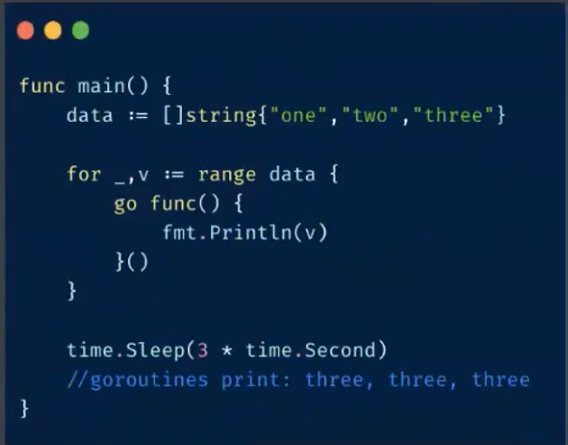 func main() {
    data := []string{"one","two","three"}

    for _,v := range data {
        go func() {
            fmt.Println(v)
        }()
    }

    time.Sleep(3 * time.Second)
    //goroutines print: three, three, three
}